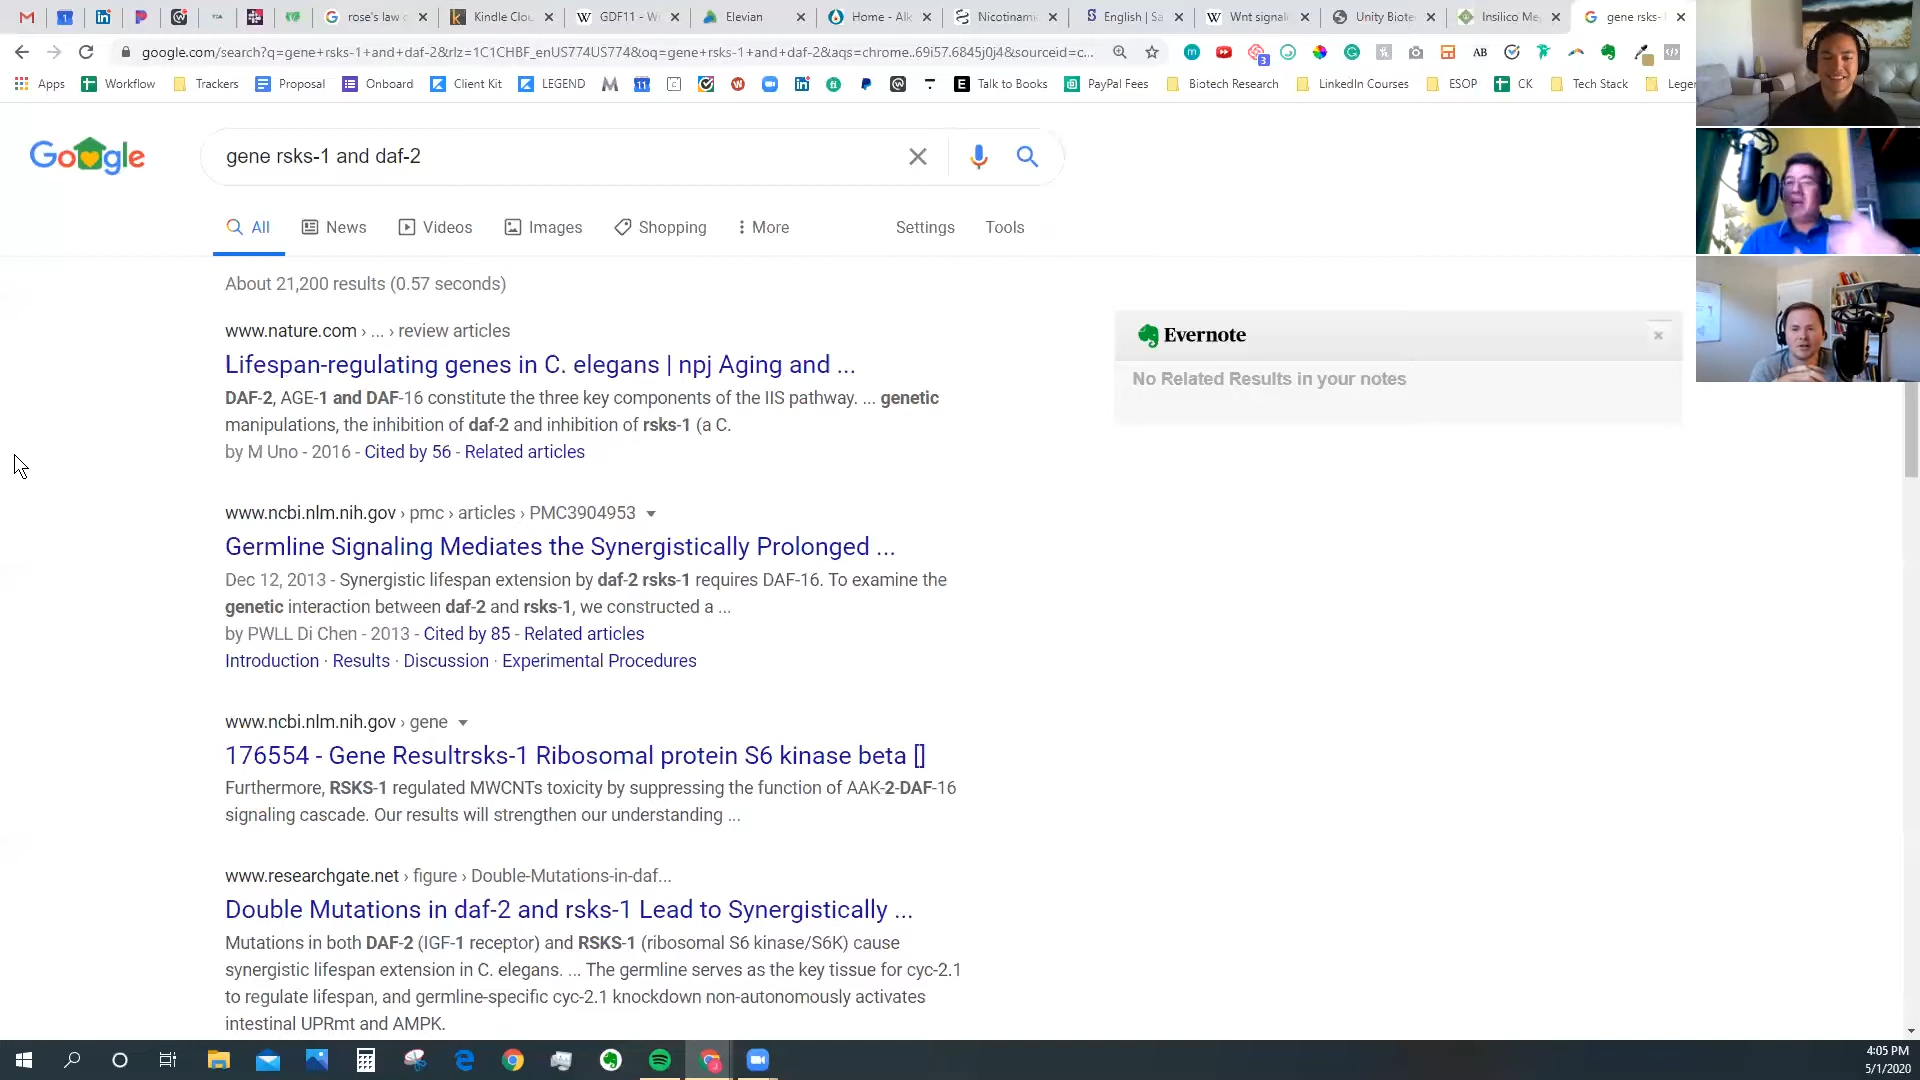 rose's law c
Kindle Clou
W GDF11 - W
Elevian
Home - Alk
Nicotinami
S English | Sa
W Wnt signali
Unity Biote
Insilico Me
G gene rsks-
google.com/search?q=gene+rsks-1+and+daf-2&rlz=1C1CHBF_enUS774US774&oq=gene+rsks-1+and+daf-2&aqs=chrome..69i57.6845j0j4&sourceid=c...
Apps
Workflow
Trackers
Proposal
Onboard
Client Kit
LEGEND
Talk to Books
PayPal Fees
Biotech Research
LinkedIn Courses
ESOP
CK
Tech Stack
Leger
Google
gene rsks-1 and daf-2
All
News
Videos
Images
Shopping
More
Settings
Tools
About 21,200 results (0.57 seconds)
www.nature.com › ... › review articles
Lifespan-regulating genes in C. elegans | npj Aging and ...
DAF-2, AGE-1 and DAF-16 constitute the three key components of the IIS pathway. ... genetic
manipulations, the inhibition of daf-2 and inhibition of rsks-1 (a C.
by M Uno - 2016 - Cited by 56 - Related articles
www.ncbi.nlm.nih.gov › pmc › articles › PMC3904953
Germline Signaling Mediates the Synergistically Prolonged ...
Dec 12, 2013 - Synergistic lifespan extension by daf-2 rsks-1 requires DAF-16. To examine the
genetic interaction between daf-2 and rsks-1, we constructed a ...
by PWLL Di Chen - 2013 - Cited by 85 - Related articles
Introduction · Results · Discussion · Experimental Procedures
www.ncbi.nlm.nih.gov › gene
176554 - Gene Resultrsks-1 Ribosomal protein S6 kinase beta []
Furthermore, RSKS-1 regulated MWCNTs toxicity by suppressing the function of AAK-2-DAF-16
signaling cascade. Our results will strengthen our understanding ...
www.researchgate.net › figure › Double-Mutations-in-daf...
Double Mutations in daf-2 and rsks-1 Lead to Synergistically ...
Mutations in both DAF-2 (IGF-1 receptor) and RSKS-1 (ribosomal S6 kinase/S6K) cause
synergistic lifespan extension in C. elegans. ... The germline serves as the key tissue for cyc-2.1
to regulate lifespan, and germline-specific cyc-2.1 knockdown non-autonomously activates
intestinal UPRmt and AMPK.
Evernote
No Related Results in your notes
4:05 PM
5/1/2020